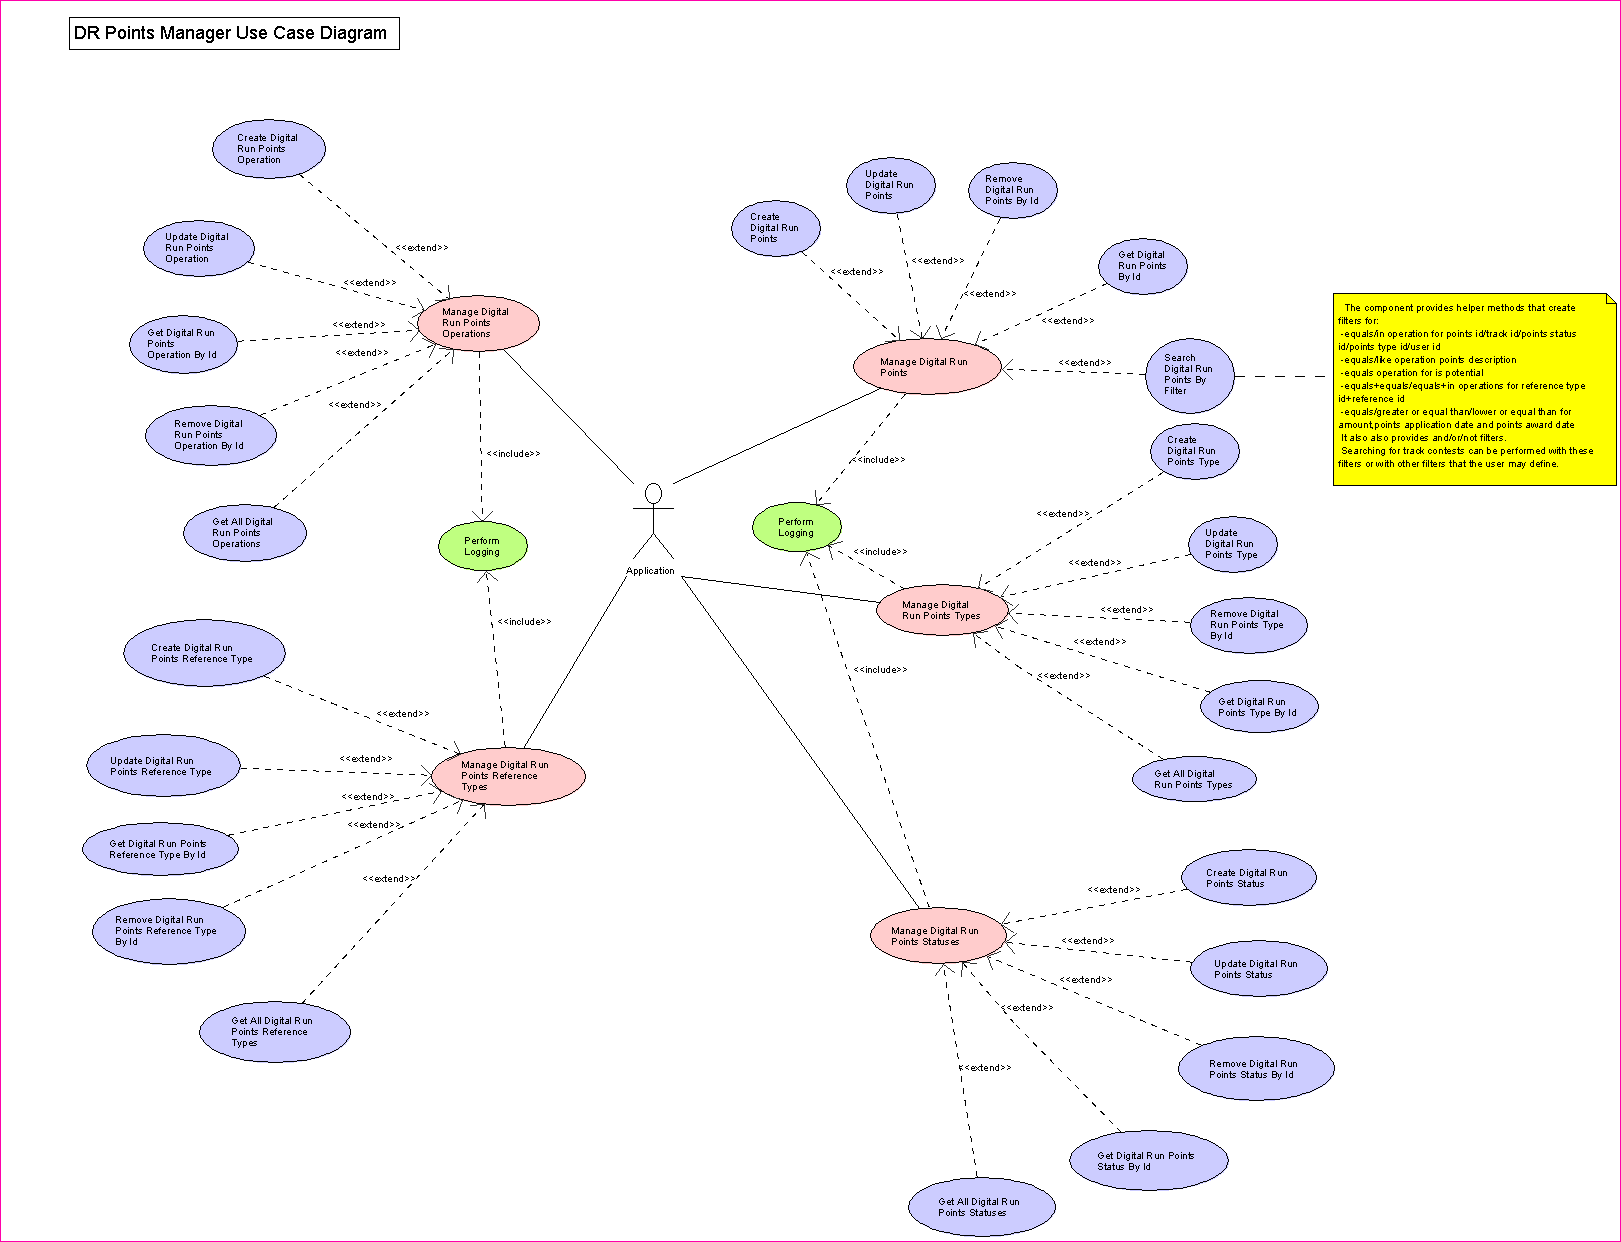 DR Points Manager Use Case Diagram
Create Digital
Run Points
Operation
Update Digital
Run Points
Operation
Get Digital Run
Points
Operation By Id
Remove Digital
Run Points
Operation By Id
Get All Digital
Run Points
Operations
<<extend>>
<<extend>>
<<extend>>
<<extend>>
<<extend>>
Manage Digital
Run Points
Operations
<<include>>
Perform
Logging
<<include>>
Application
Create Digital Run
Points Reference Type
Update Digital Run
Points Reference Type
Get Digital Run Points
Reference Type By Id
Remove Digital Run
Points Reference Type
By Id
Get All Digital Run
Points Reference
Types
<<extend>>
<<extend>>
<<extend>>
<<extend>>
<<extend>>
Manage Digital Run
Points Reference
Types
Create
Digital Run
Points
Update
Digital Run
Points
Remove
Digital Run
Points By Id
Get Digital
Run Points
By Id
Search
Digital Run
Points By
Filter
<<extend>>
<<extend>>
<<extend>>
<<extend>>
<<extend>>
Manage Digital Run
Points
<<include>>
Perform
Logging
<<include>>
<<include>>
The component provides helper methods that create
filters for:
-equals/in operation for points id/track id/points status
id/points type id/user id
-equals/like operation points description
-equals operation for is potential
-equals+equals/equals+in operations for reference type
id+reference id
-equals/greater or equal than/lower or equal than for
amount,points application date and points award date
It also also provides and/or/not filters.
Searching for track contests can be performed with these
filters or with other filters that the user may define.
Create
Digital Run
Points Type
Update
Digital Run
Points Type
Remove Digital
Run Points Type
By Id
Get Digital Run
Points Type By Id
Get All Digital
Run Points Types
<<extend>>
<<extend>>
<<extend>>
<<extend>>
<<extend>>
Manage Digital
Run Points Types
Create Digital Run
Points Status
Update Digital Run
Points Status
Remove Digital Run
Points Status By Id
Get Digital Run Points
Status By Id
Get All Digital Run
Points Statuses
<<extend>>
<<extend>>
<<extend>>
<<extend>>
<<extend>>
Manage Digital Run
Points Statuses